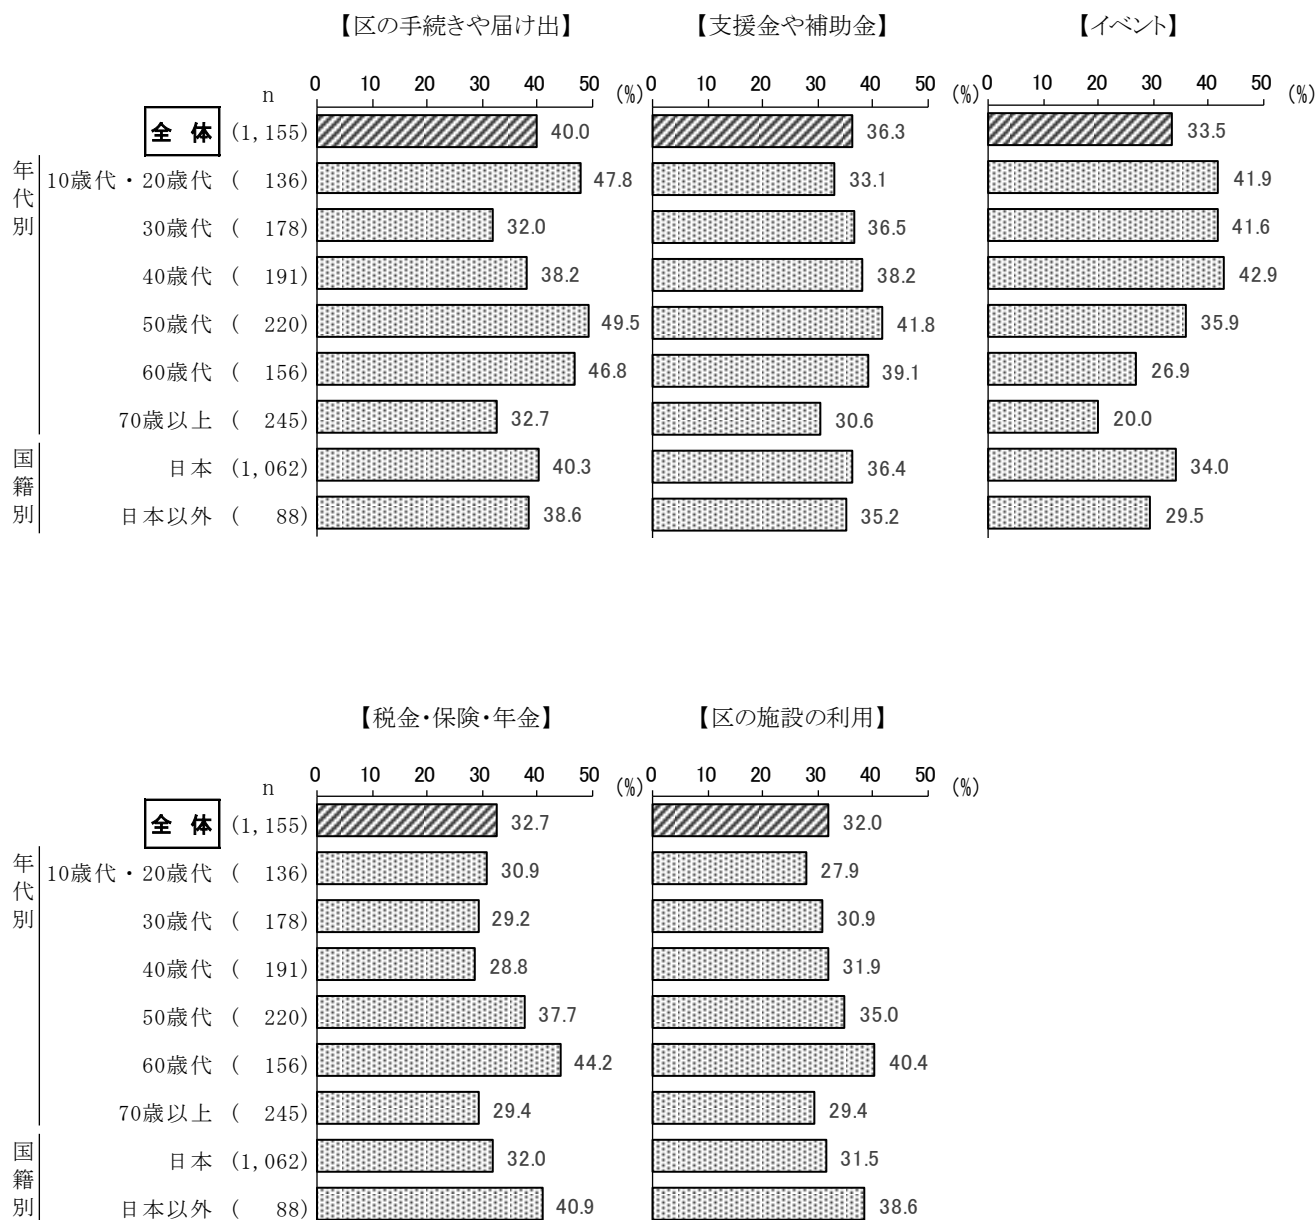 【区の手続きや届け出】 【支援金や補助金】 【イベント】
n 0 10 20 30 40 50 (%) 0 10 20 30 40 50 (%) 0 10 20 30 40 50 (%)
全 体 (1,155) 40.0 36.3 33.5
年代別
10歳代・20歳代 ( 136) 47.8 33.1 41.9
30歳代 ( 178) 32.0 36.5 41.6
40歳代 ( 191) 38.2 38.2 42.9
50歳代 ( 220) 49.5 41.8 35.9
60歳代 ( 156) 46.8 39.1 26.9
70歳以上 ( 245) 32.7 30.6 20.0
国籍別
日本 (1,062) 40.3 36.4 34.0
日本以外 ( 88) 38.6 35.2 29.5
【税金・保険・年金】 【区の施設の利用】
n 0 10 20 30 40 50 (%) 0 10 20 30 40 50 (%)
全 体 (1,155) 32.7 32.0
年代別
10歳代・20歳代 ( 136) 30.9 27.9
30歳代 ( 178) 29.2 30.9
40歳代 ( 191) 28.8 31.9
50歳代 ( 220) 37.7 35.0
60歳代 ( 156) 44.2 40.4
70歳以上 ( 245) 29.4 29.4
国籍別
日本 (1,062) 32.0 31.5
日本以外 ( 88) 40.9 38.6